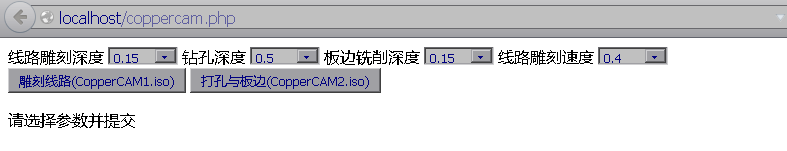 localhost/coppercam.php
线路雕刻深度 0.15 钻孔深度 0.5 板边铣削深度 0.15 线路雕刻速度 0.4
雕刻线路(CopperCAM1.iso) 打孔与板边(CopperCAM2.iso)
请选择参数并提交